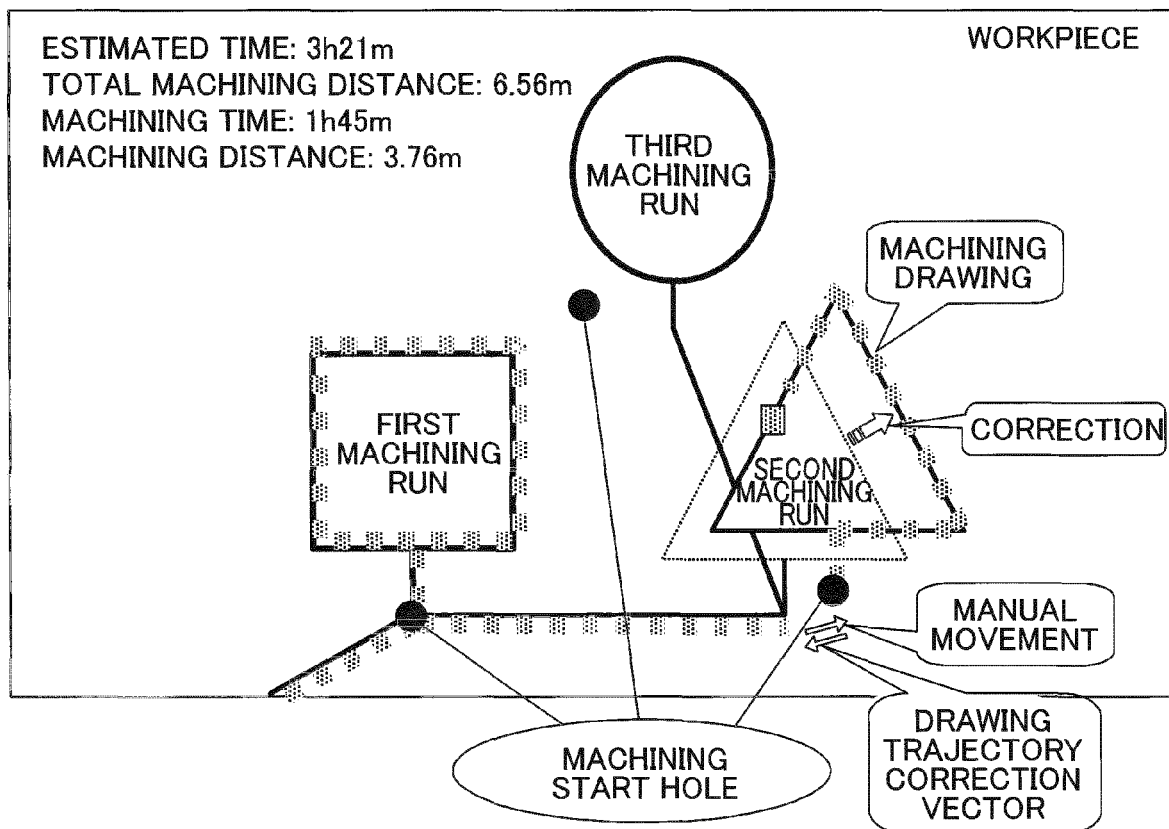 ESTIMATED TIME: 3h21m
TOTAL MACHINING DISTANCE: 6.56m
MACHINING TIME: 1h45m
MACHINING DISTANCE: 3.76m
WORKPIECE
THIRD
MACHINING
RUN
MACHINING
DRAWING
FIRST
MACHINING
RUN
CORRECTION
SECOND
MACHINING
RUN
MANUAL
MOVEMENT
MACHINING
START HOLE
DRAWING
TRAJECTORY
CORRECTION
VECTOR